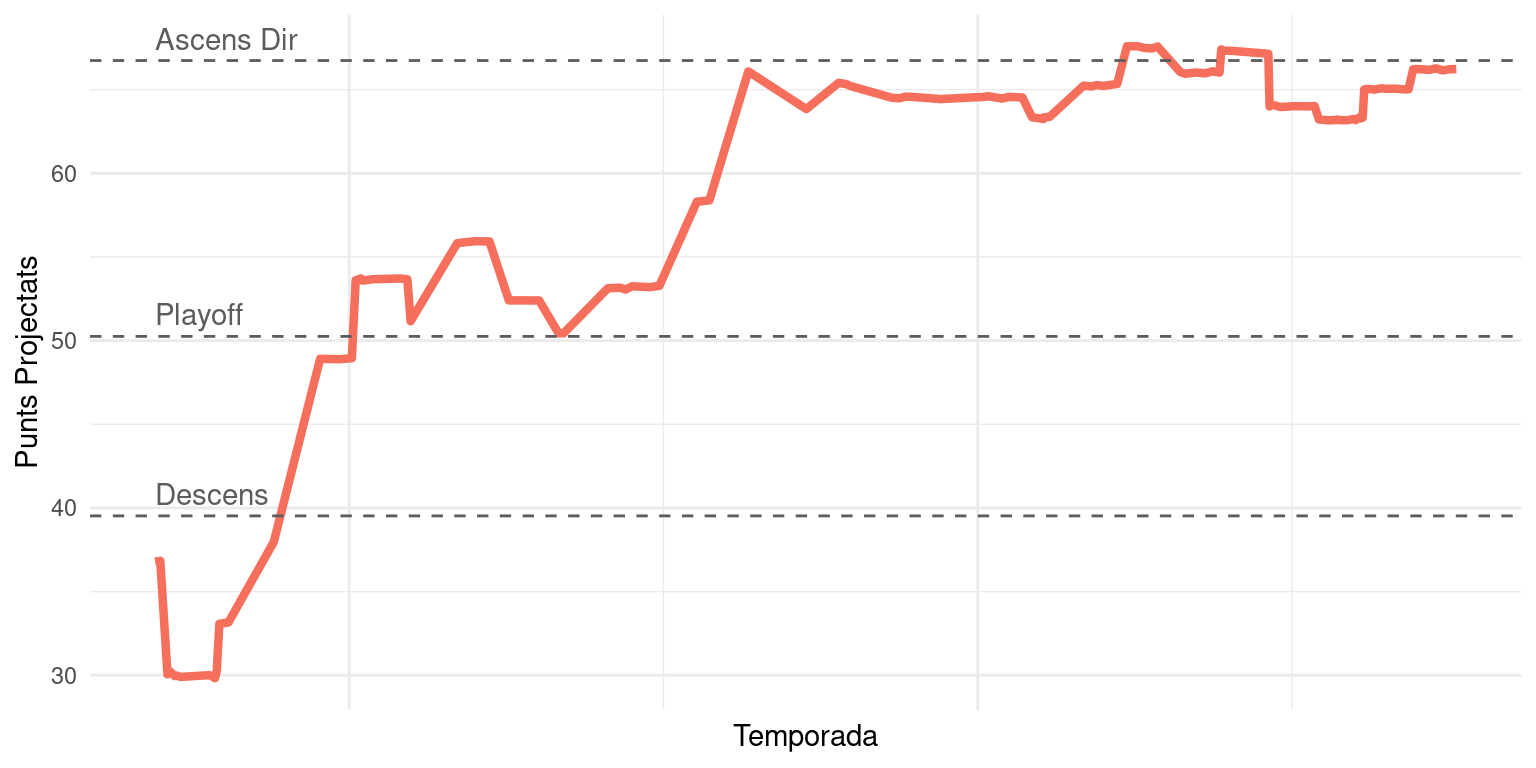 Ascens Dir
60
Playoff
50
Descens
40
30
Punts Projectats
Temporada